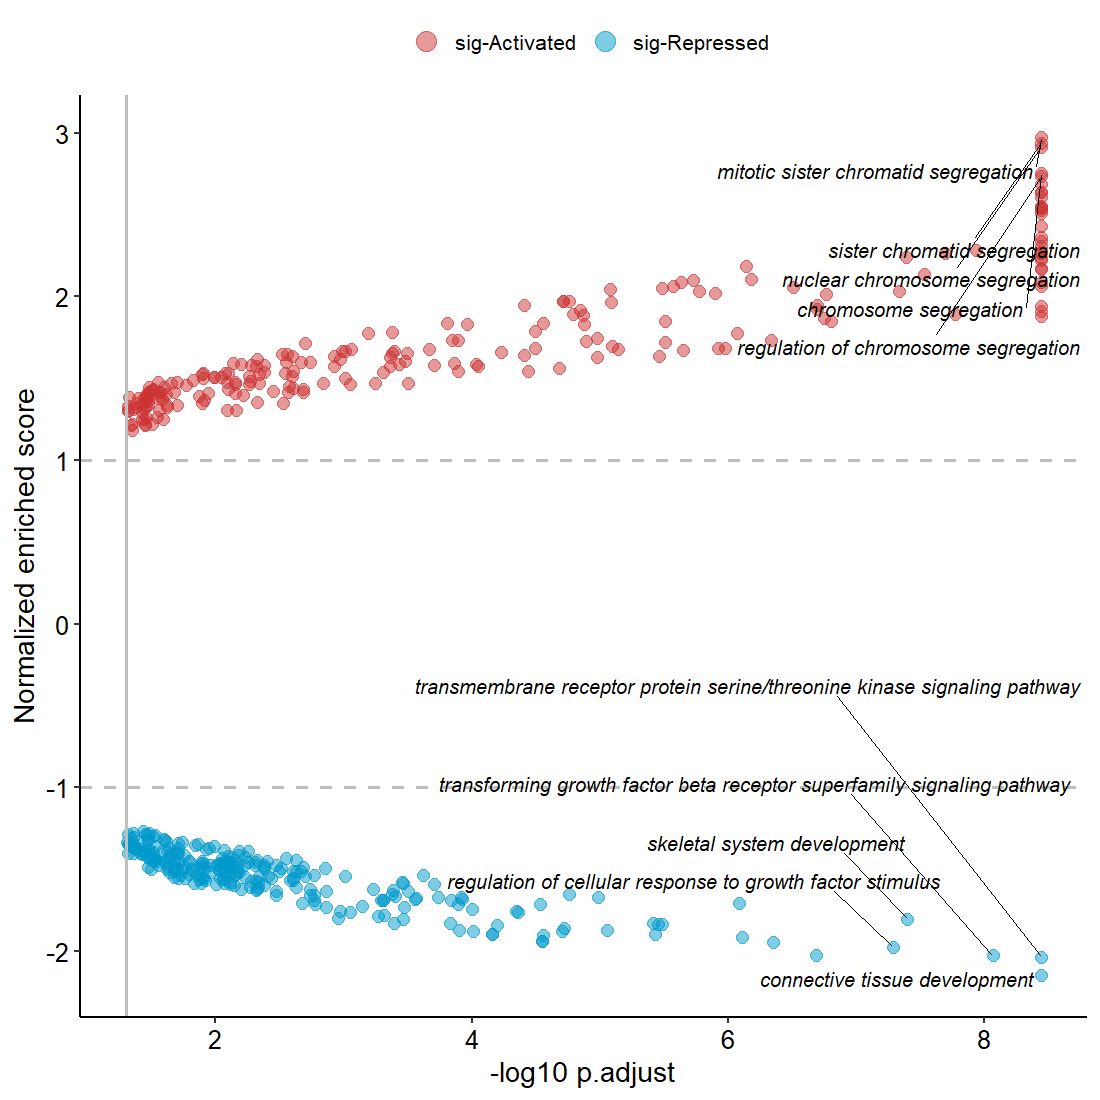 sig-Activated sig-Repressed
3
mitotic sister chromatid segregation
sister chromatid segregation
nuclear chromosome segregation
2
chromosome segregation
regulation of chromosome segregation
1
Normalized enriched score
0
transmembrane receptor protein serine/threonine kinase signaling pathway
-1
transforming growth factor beta receptor superfamily signaling pathway
skeletal system development
regulation of cellular response to growth factor stimulus
-2
connective tissue development
2 4 6 8
-log10 p.adjust